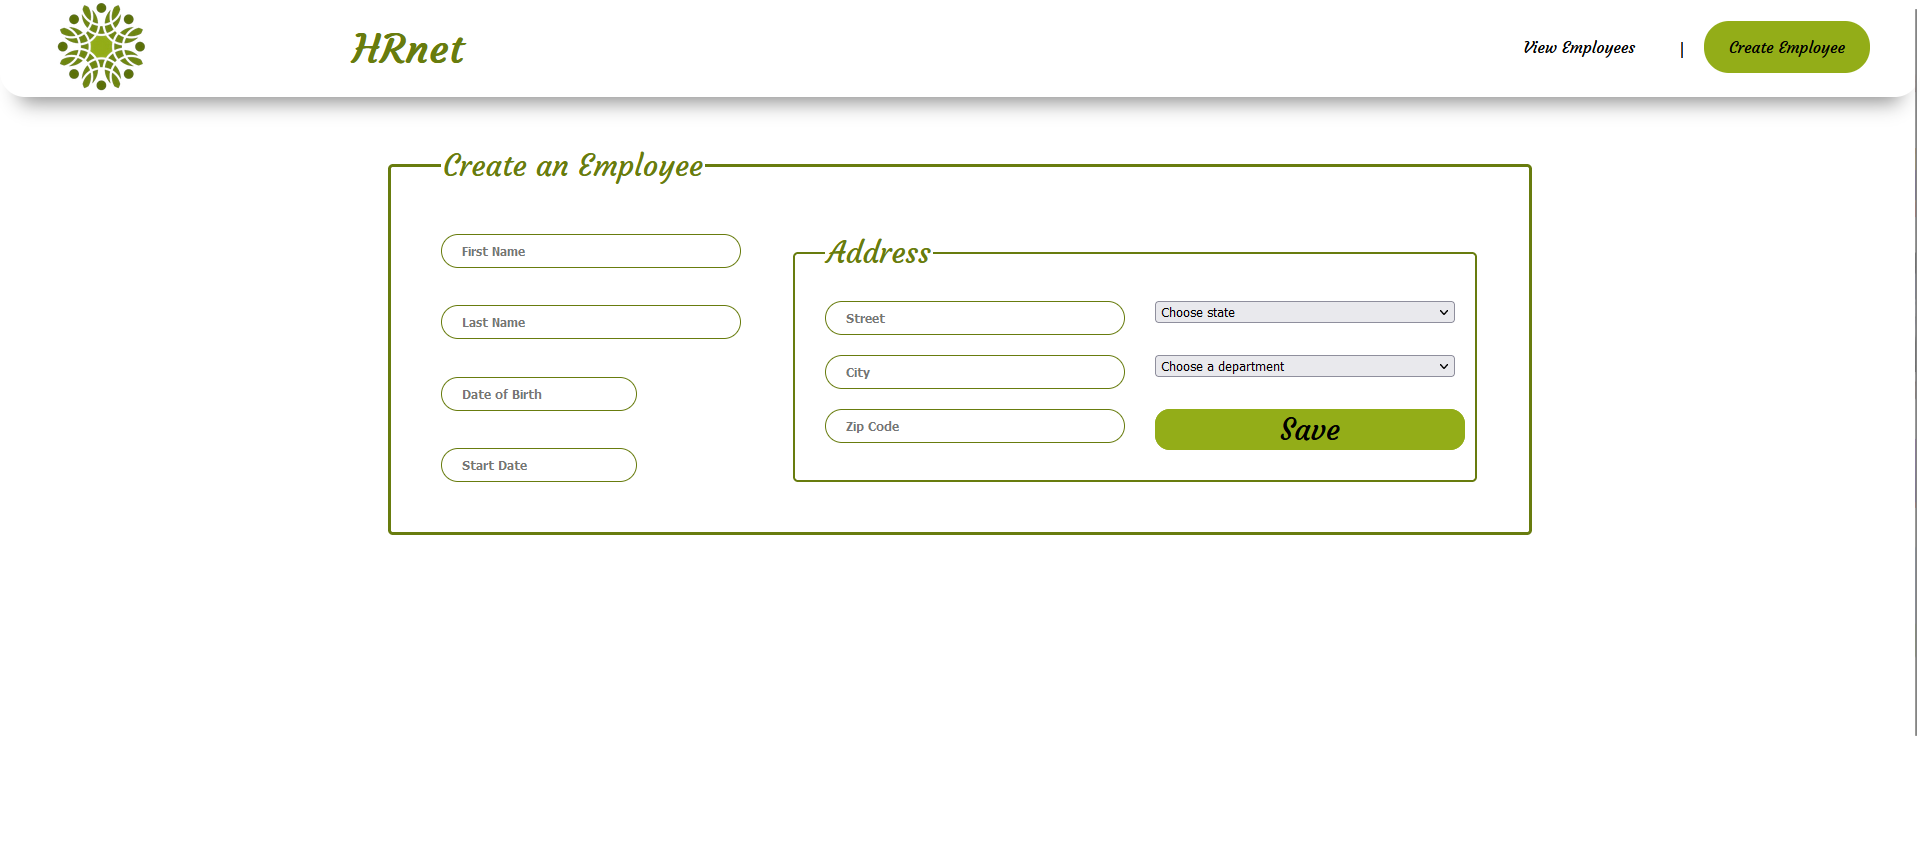 HRnet
View Employees
|
Create Employee
Create an Employee
First Name
Last Name
Date of Birth
Start Date
Address
Street
City
Zip Code
Choose state
Choose a department
Save